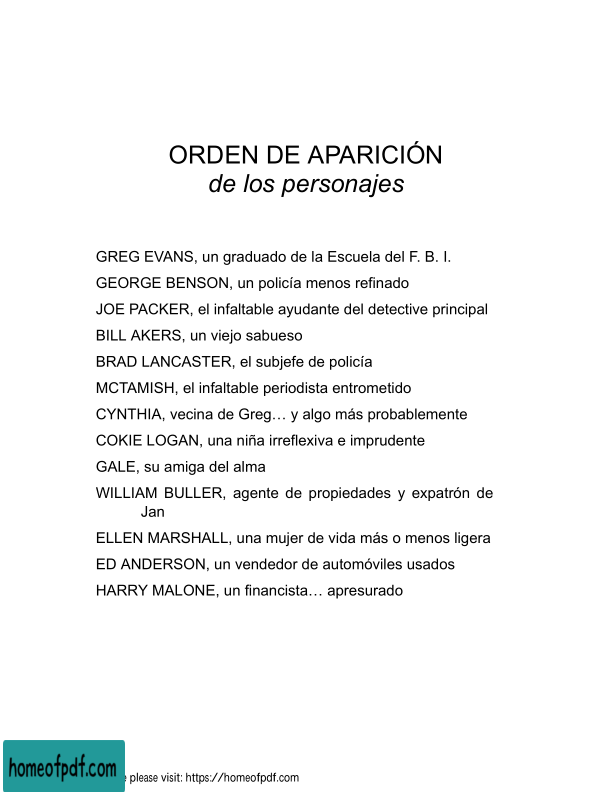 ORDEN DE APARICIÓN
de los personajes
GREG EVANS, un graduado de la Escuela del F. B. I.
GEORGE BENSON, un policía menos refinado
JOE PACKER, el infaltable ayudante del detective principal
BILL AKERS, un viejo sabueso
BRAD LANCASTER, el subjefe de policía
MCTAMISH, el infaltable periodista entrometido
CYNTHIA, vecina de Greg… y algo más probablemente
COKIE LOGAN, una niña irreflexiva e imprudente
GALE, su amiga del alma
WILLIAM BULLER, agente de propiedades y expatrón de
Jan
ELLEN MARSHALL, una mujer de vida más o menos ligera
ED ANDERSON, un vendedor de automóviles usados
HARRY MALONE, un financista… apresurado
homeofpdf.com
please visit: https://homeofpdf.com